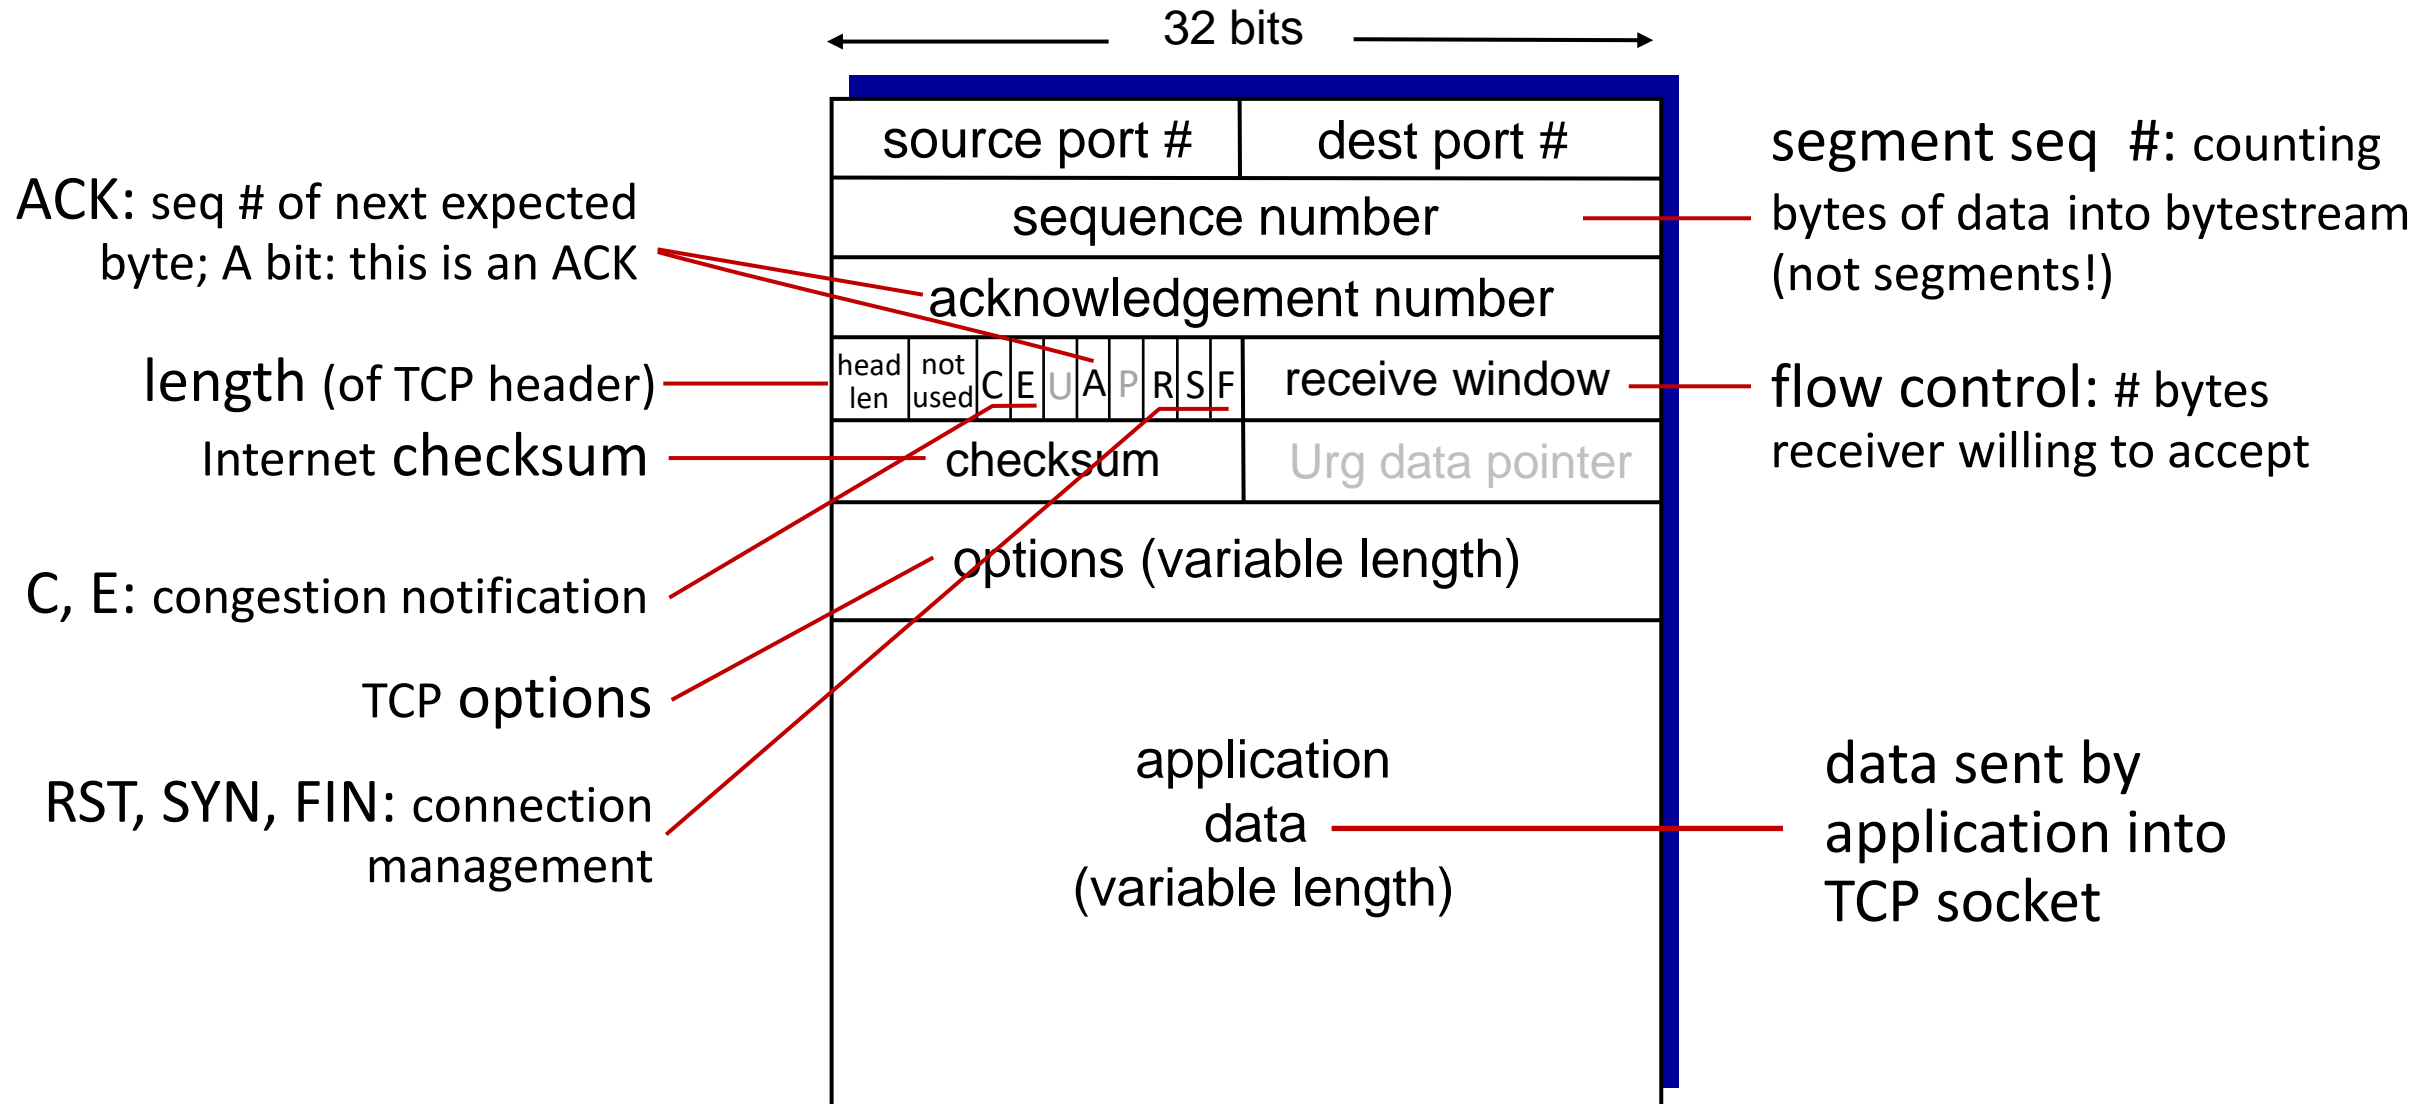 32 bits
source port #
dest port #
sequence number
acknowledgement number
head
len
not
used
C
E
U
A
P
R
S
F
receive window
checksum
Urg data pointer
options (variable length)
application
data
(variable length)
ACK: seq # of next expected
byte; A bit: this is an ACK
length (of TCP header)
Internet checksum
C, E: congestion notification
TCP options
RST, SYN, FIN: connection
management
segment seq #: counting
bytes of data into bytestream
(not segments!)
flow control: # bytes
receiver willing to accept
data sent by
application into
TCP socket